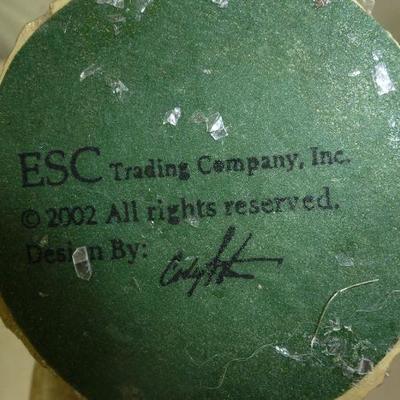 ESC Trading Company, Inc.
© 2002 All rights reserved.
Design By: